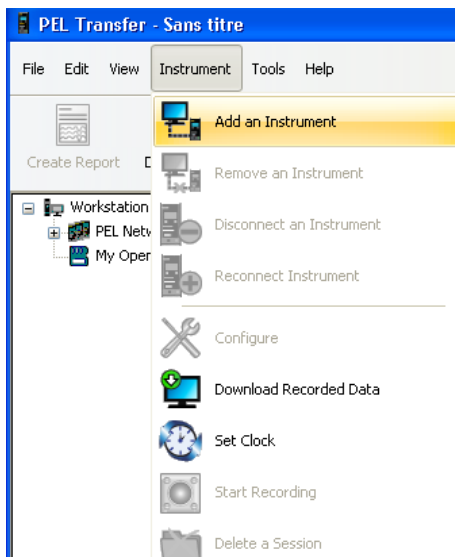 PEL Transfer - Sans titre
File Edit View Instrument Tools Help
Create Report
Add an Instrument
Remove an Instrument
Disconnect an Instrument
Reconnect Instrument
Configure
Download Recorded Data
Set Clock
Start Recording
Delete a Session
Workstation
PEL Netw
My Oper